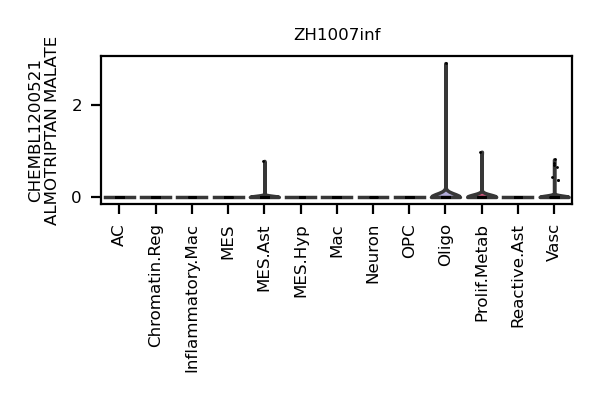 ZH1007inf
CHEMBL1200521
ALMOTRIPTAN MALATE
2
0
AC
Chromatin.Reg
Inflammatory.Mac
MES
MES.Ast
MES.Hyp
Mac
Neuron
OPC
Oligo
Prolif.Metab
Reactive.Ast
Vasc